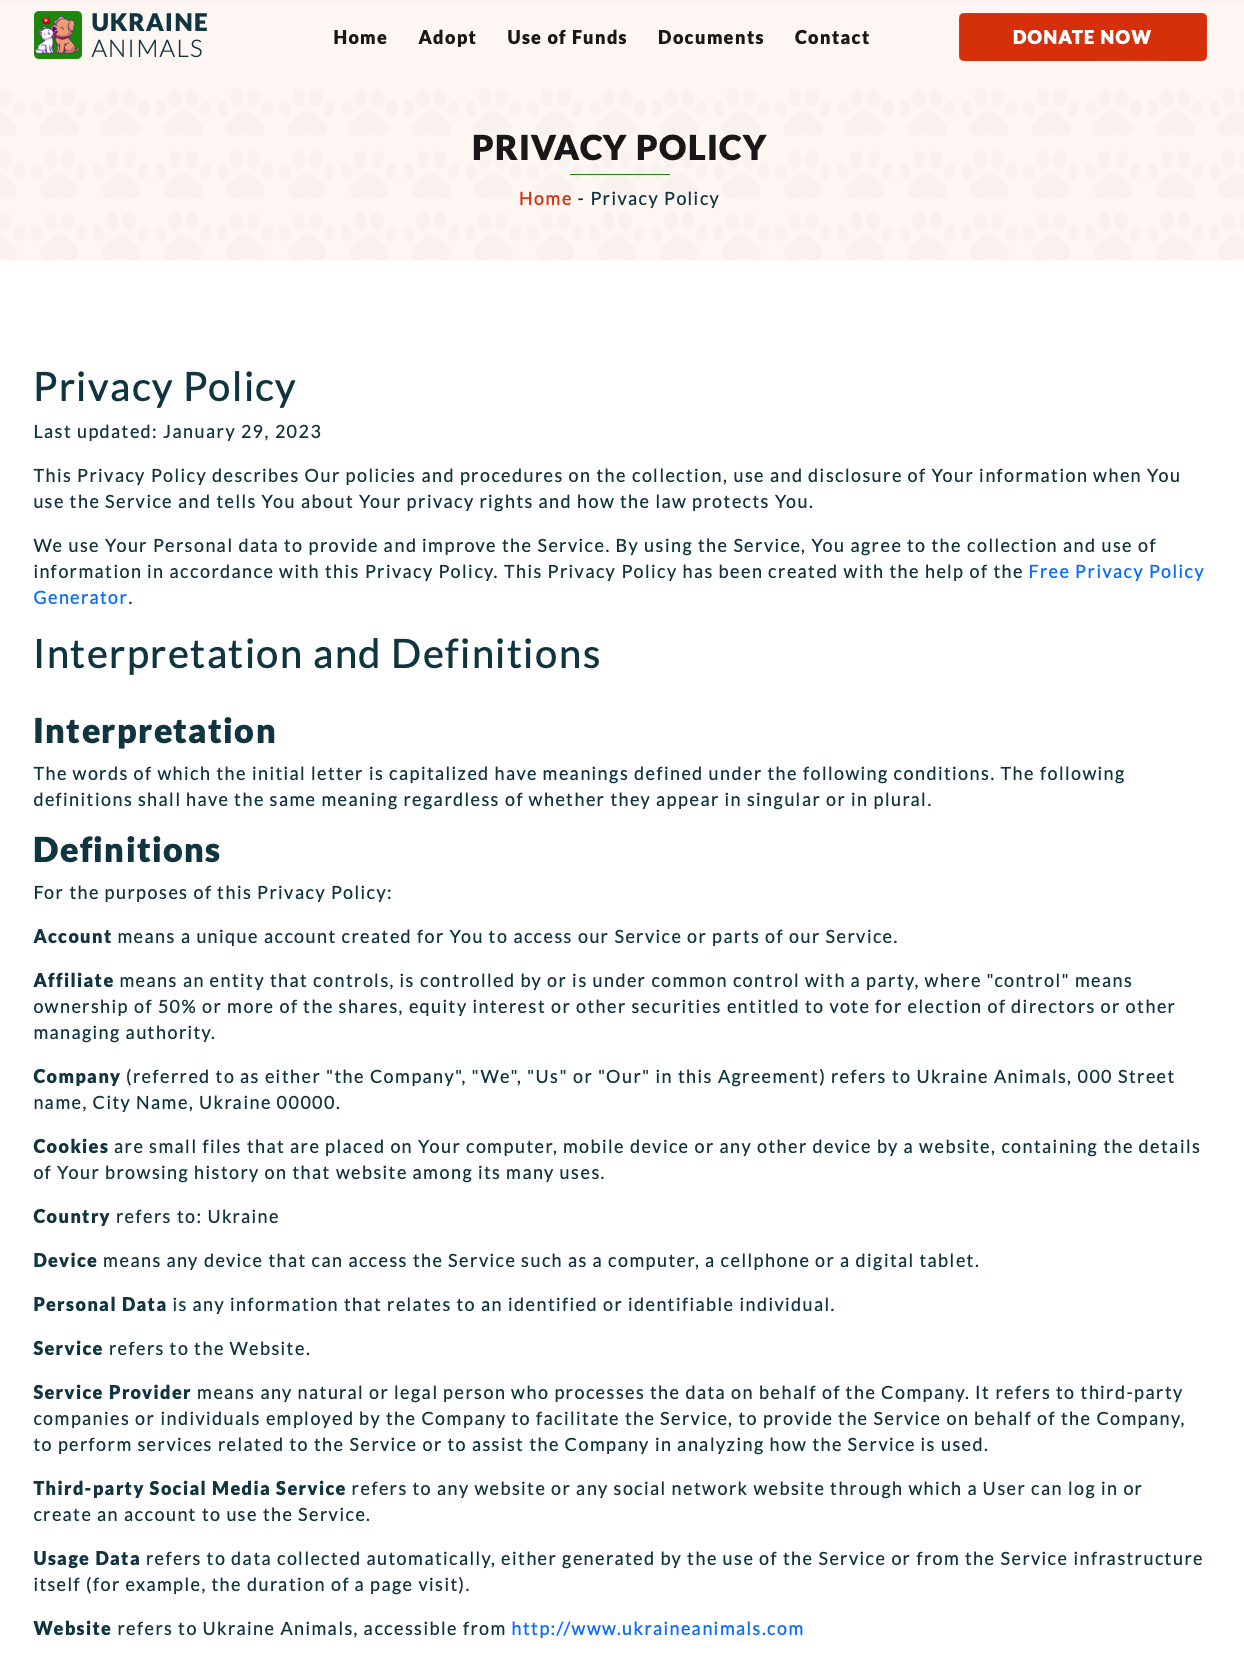 UKRAINE
ANIMALS
Home Adopt Use of Funds Documents Contact
DONATE NOW
PRIVACY POLICY
Home - Privacy Policy
Privacy Policy
Last updated: January 29, 2023
This Privacy Policy describes Our policies and procedures on the collection, use and disclosure of Your information when You
use the Service and tells You about Your privacy rights and how the law protects You.
We use Your Personal data to provide and improve the Service. By using the Service, You agree to the collection and use of
information in accordance with this Privacy Policy. This Privacy Policy has been created with the help of the Free Privacy Policy
Generator.
Interpretation and Definitions
Interpretation
The words of which the initial letter is capitalized have meanings defined under the following conditions. The following
definitions shall have the same meaning regardless of whether they appear in singular or in plural.
Definitions
For the purposes of this Privacy Policy:
Account means a unique account created for You to access our Service or parts of our Service.
Affiliate means an entity that controls, is controlled by or is under common control with a party, where "control" means
ownership of 50% or more of the shares, equity interest or other securities entitled to vote for election of directors or other
managing authority.
Company (referred to as either "the Company", "We", "Us" or "Our" in this Agreement) refers to Ukraine Animals, 000 Street
name, City Name, Ukraine 00000.
Cookies are small files that are placed on Your computer, mobile device or any other device by a website, containing the details
of Your browsing history on that website among its many uses.
Country refers to: Ukraine
Device means any device that can access the Service such as a computer, a cellphone or a digital tablet.
Personal Data is any information that relates to an identified or identifiable individual.
Service refers to the Website.
Service Provider means any natural or legal person who processes the data on behalf of the Company. It refers to third-party
companies or individuals employed by the Company to facilitate the Service, to provide the Service on behalf of the Company,
to perform services related to the Service or to assist the Company in analyzing how the Service is used.
Third-party Social Media Service refers to any website or any social network website through which a User can log in or
create an account to use the Service.
Usage Data refers to data collected automatically, either generated by the use of the Service or from the Service infrastructure
itself (for example, the duration of a page visit).
Website refers to Ukraine Animals, accessible from http://www.ukraineanimals.com